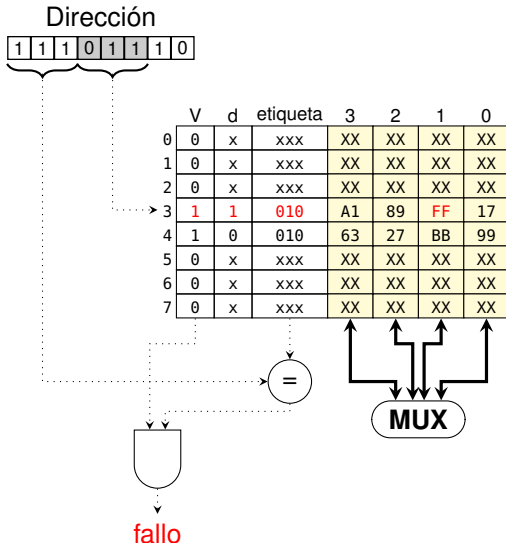 Dirección
1 1 1 0 1 1 1 0
V d etiqueta 3 2 1 0
0 0 x xxx XX XX XX XX
1 0 x xxx XX XX XX XX
2 0 x xxx XX XX XX XX
3 1 1 010 A1 89 FF 17
4 1 0 010 63 27 BB 99
5 0 x xxx XX XX XX XX
6 0 x xxx XX XX XX XX
7 0 x xxx XX XX XX XX
=
MUX
fallo